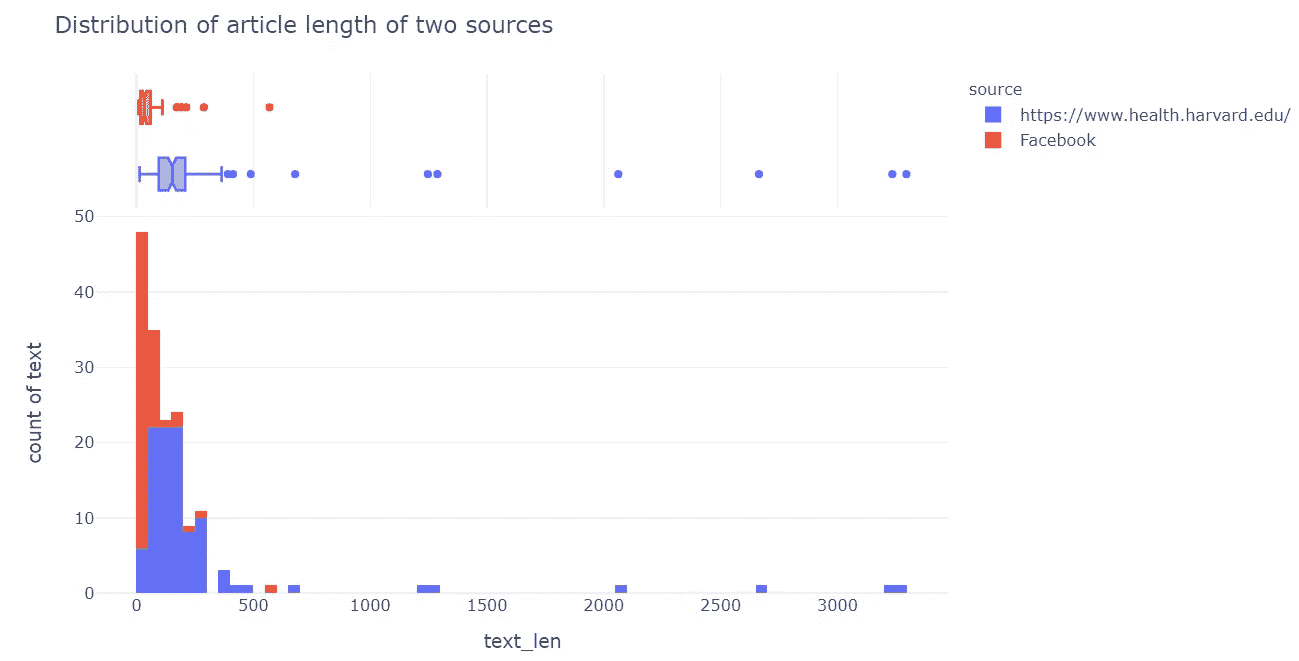 Distribution of article length of two sources
source
https://www.health.harvard.edu/
Facebook
50
40
30
20
10
0
count of text
0 500 1000 1500 2000 2500 3000
text_len